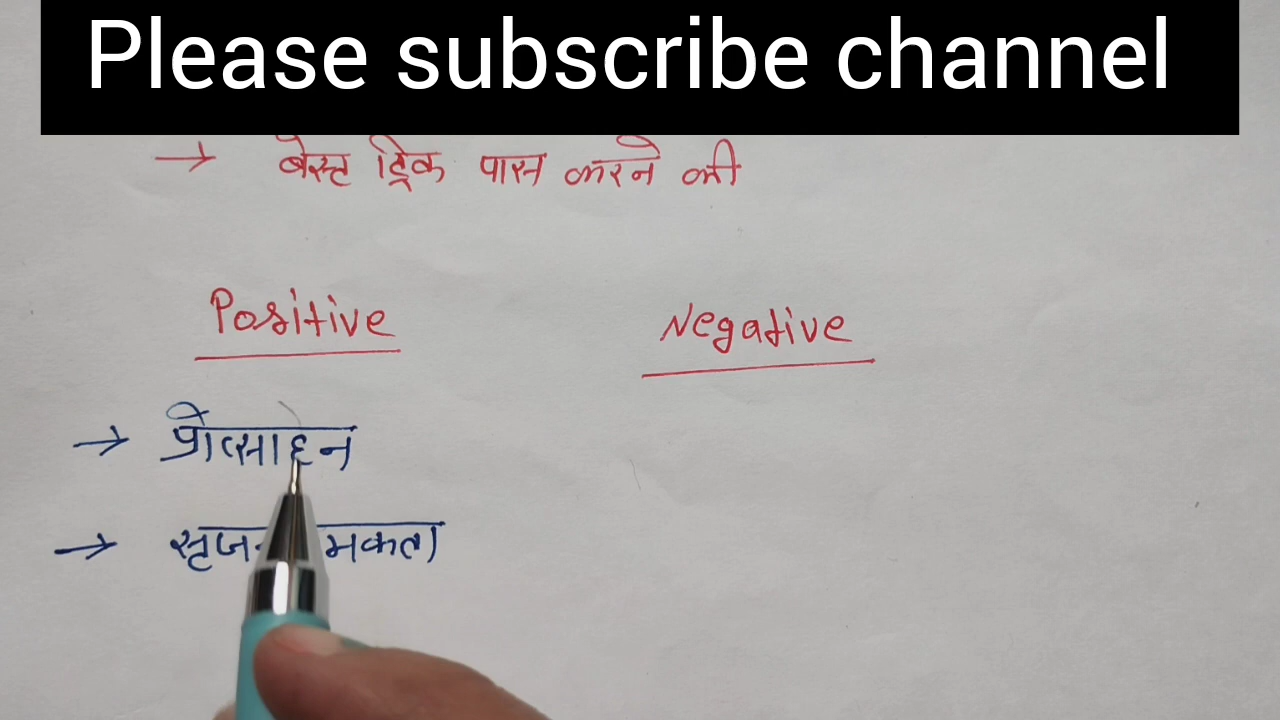 Please subscribe channel
→ बेस्ट ट्रिक पास करने की
Positive
Negative
→ प्रोत्साहन
→